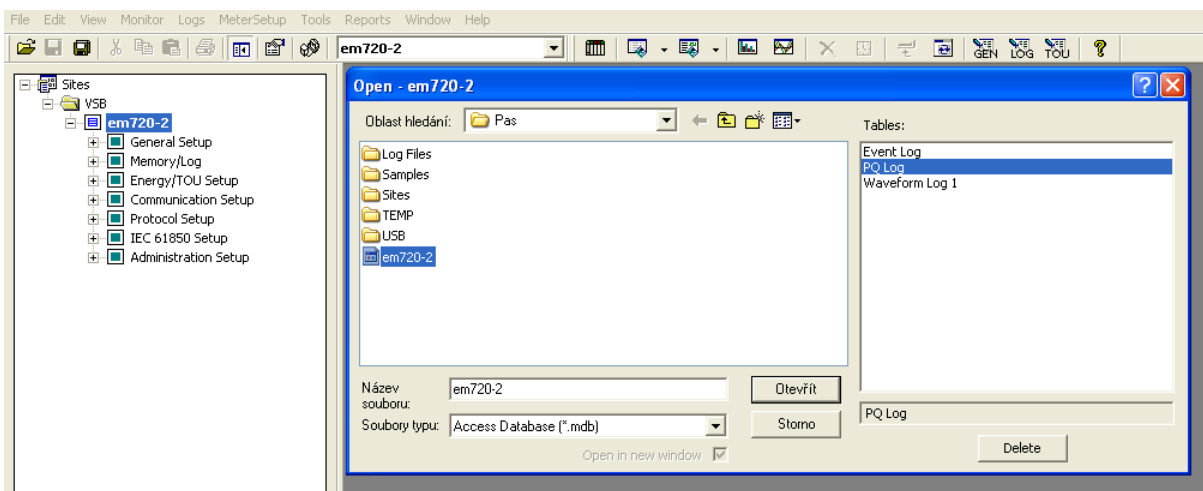 File Edit View Monitor Logs MeterSetup Tools Reports Window Help
em720-2 GEN LOG TOU
Sites
VSB
em720-2
General Setup
Memory/Log
Energy/TOU Setup
Communication Setup
Protocol Setup
IEC 61850 Setup
Administration Setup
Open - em720-2
Oblast hledání: Pas
Log Files
Samples
Sites
TEMP
USB
em720-2
Název souboru: em720-2 Otevřít
Soubory typu: Access Database (*.mdb) Storno
Open in new window
Tables:
Event Log
PQ Log
Waveform Log 1
PQ Log
Delete